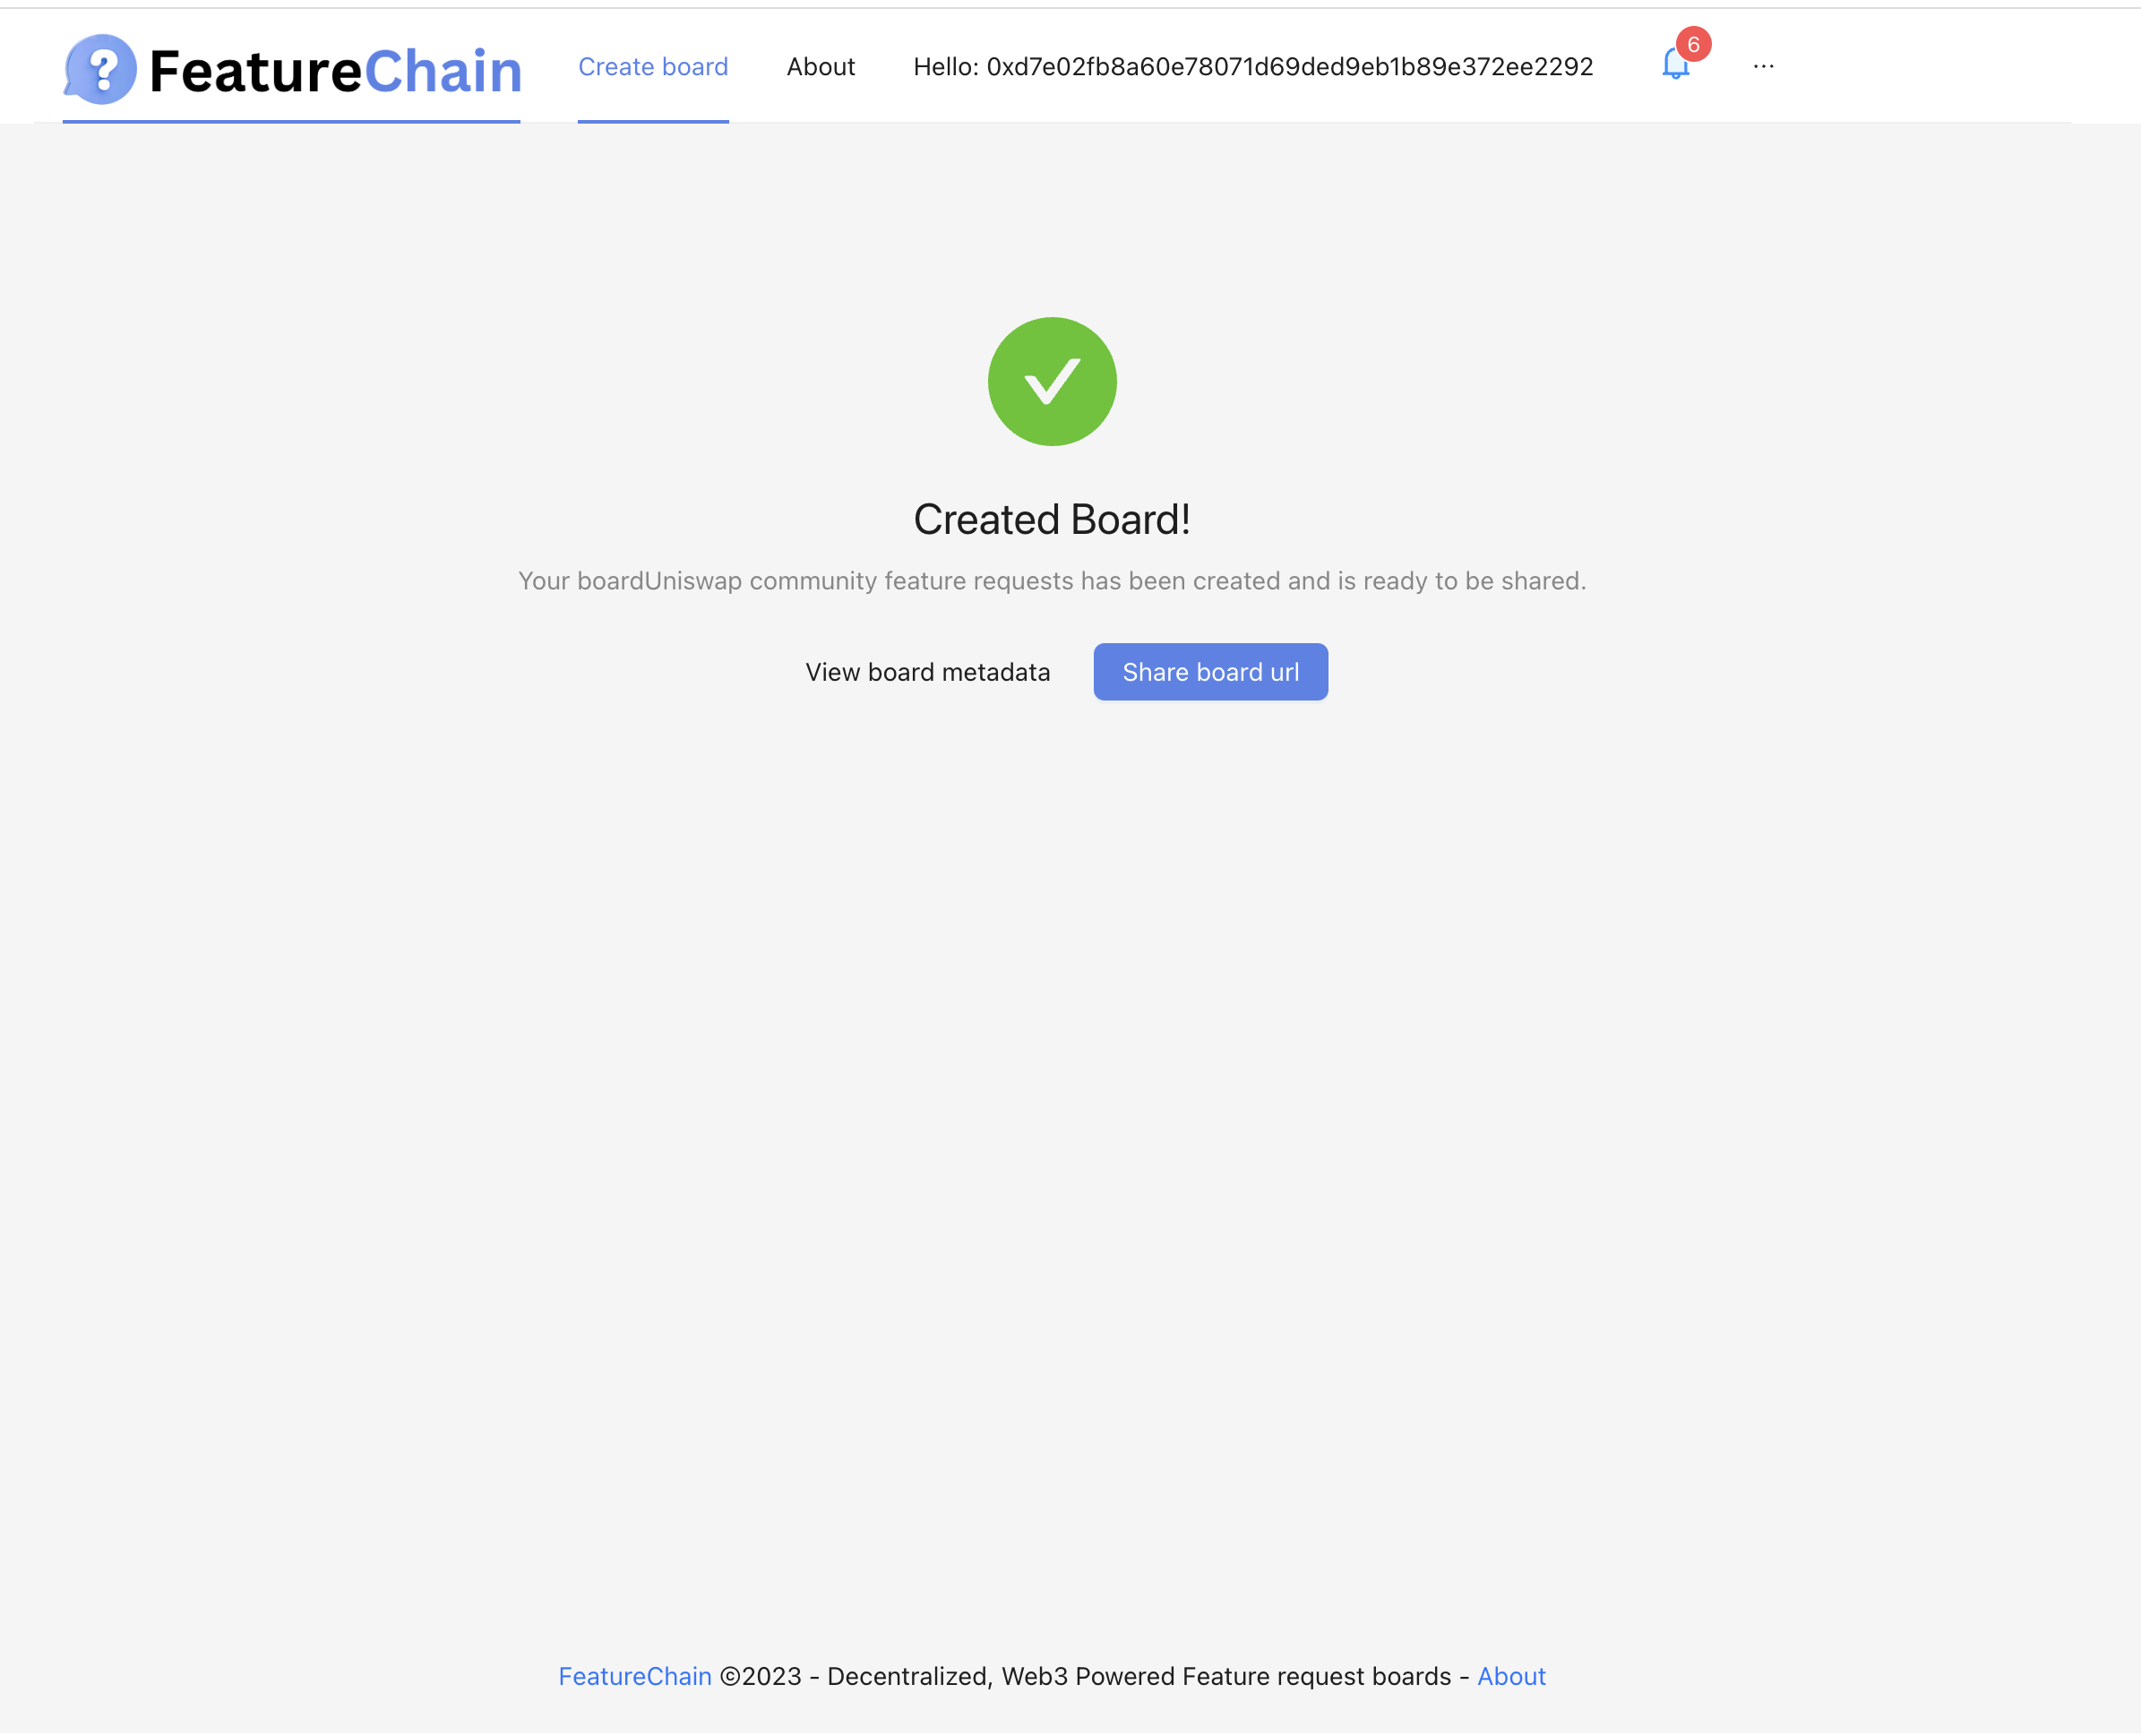 FeatureChain
Create board
About
Hello: 0xd7e02fb8a60e78071d69ded9eb1b89e372ee2292
6
...
Created Board!
Your boardUniswap community feature requests has been created and is ready to be shared.
View board metadata
Share board url
FeatureChain ©2023 - Decentralized, Web3 Powered Feature request boards - About